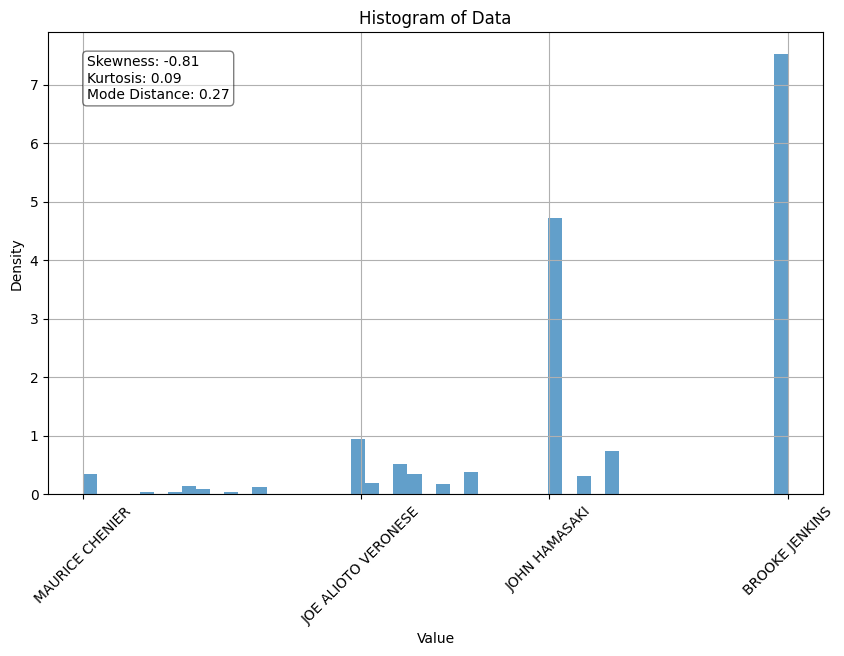 Histogram of Data
Skewness: -0.81
Kurtosis: 0.09
Mode Distance: 0.27
7
6
5
4
3
2
1
0
Density
MAURICE CHENIER
JOE ALIOTO VERONESE
JOHN HAMASAKI
BROOKE JENKINS
Value